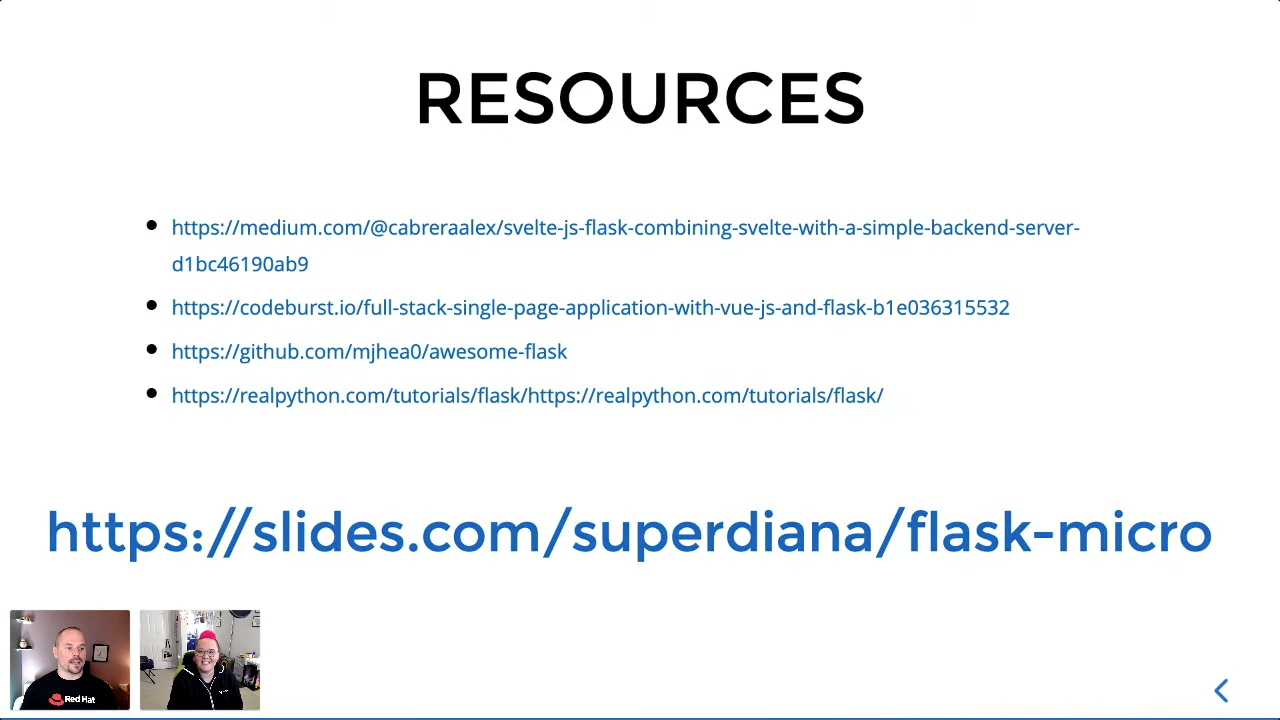 RESOURCES
https://medium.com/@cabreraalex/svelte-js-flask-combining-svelte-with-a-simple-backend-server-
d1bc46190ab9
https://codeburst.io/full-stack-single-page-application-with-vue-js-and-flask-b1e036315532
https://github.com/mjhea0/awesome-flask
https://realpython.com/tutorials/flask/https://realpython.com/tutorials/flask/
https://slides.com/superdiana/flask-micro
Red Hat